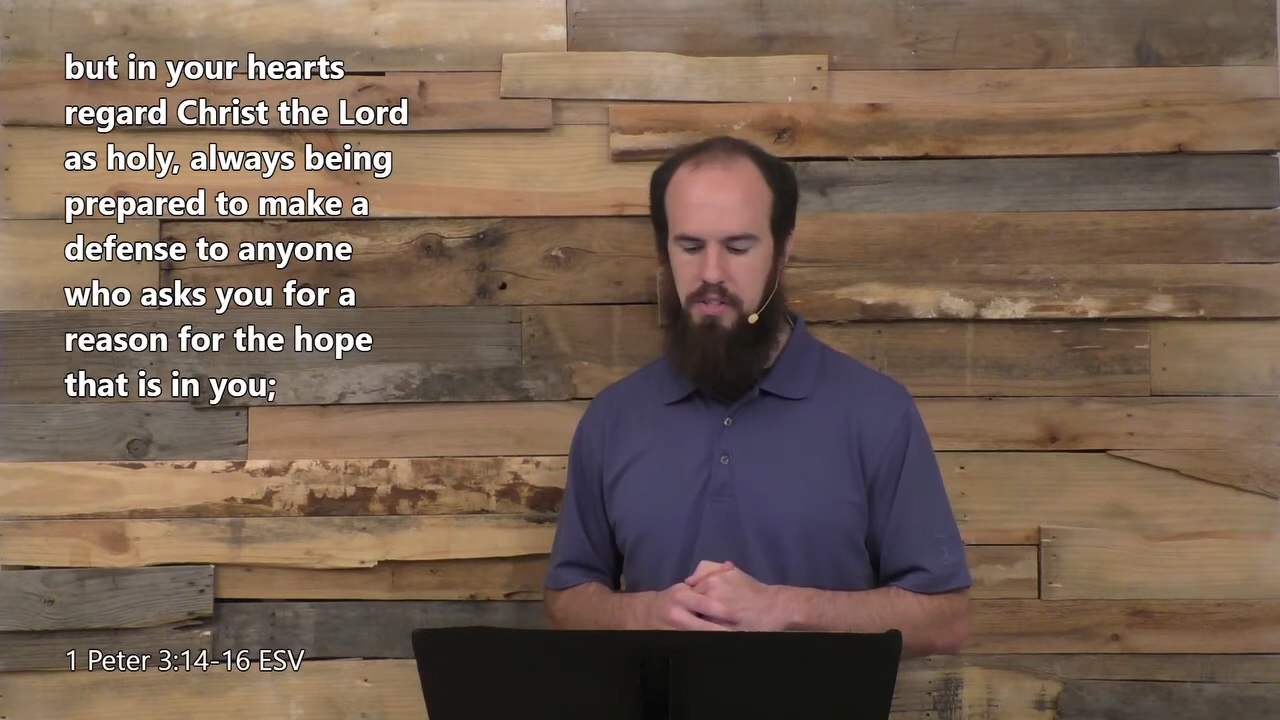 but in your hearts
regard Christ the Lord
as holy, always being
prepared to make a
defense to anyone
who asks you for a
reason for the hope
that is in you;
1 Peter 3:14-16 ESV